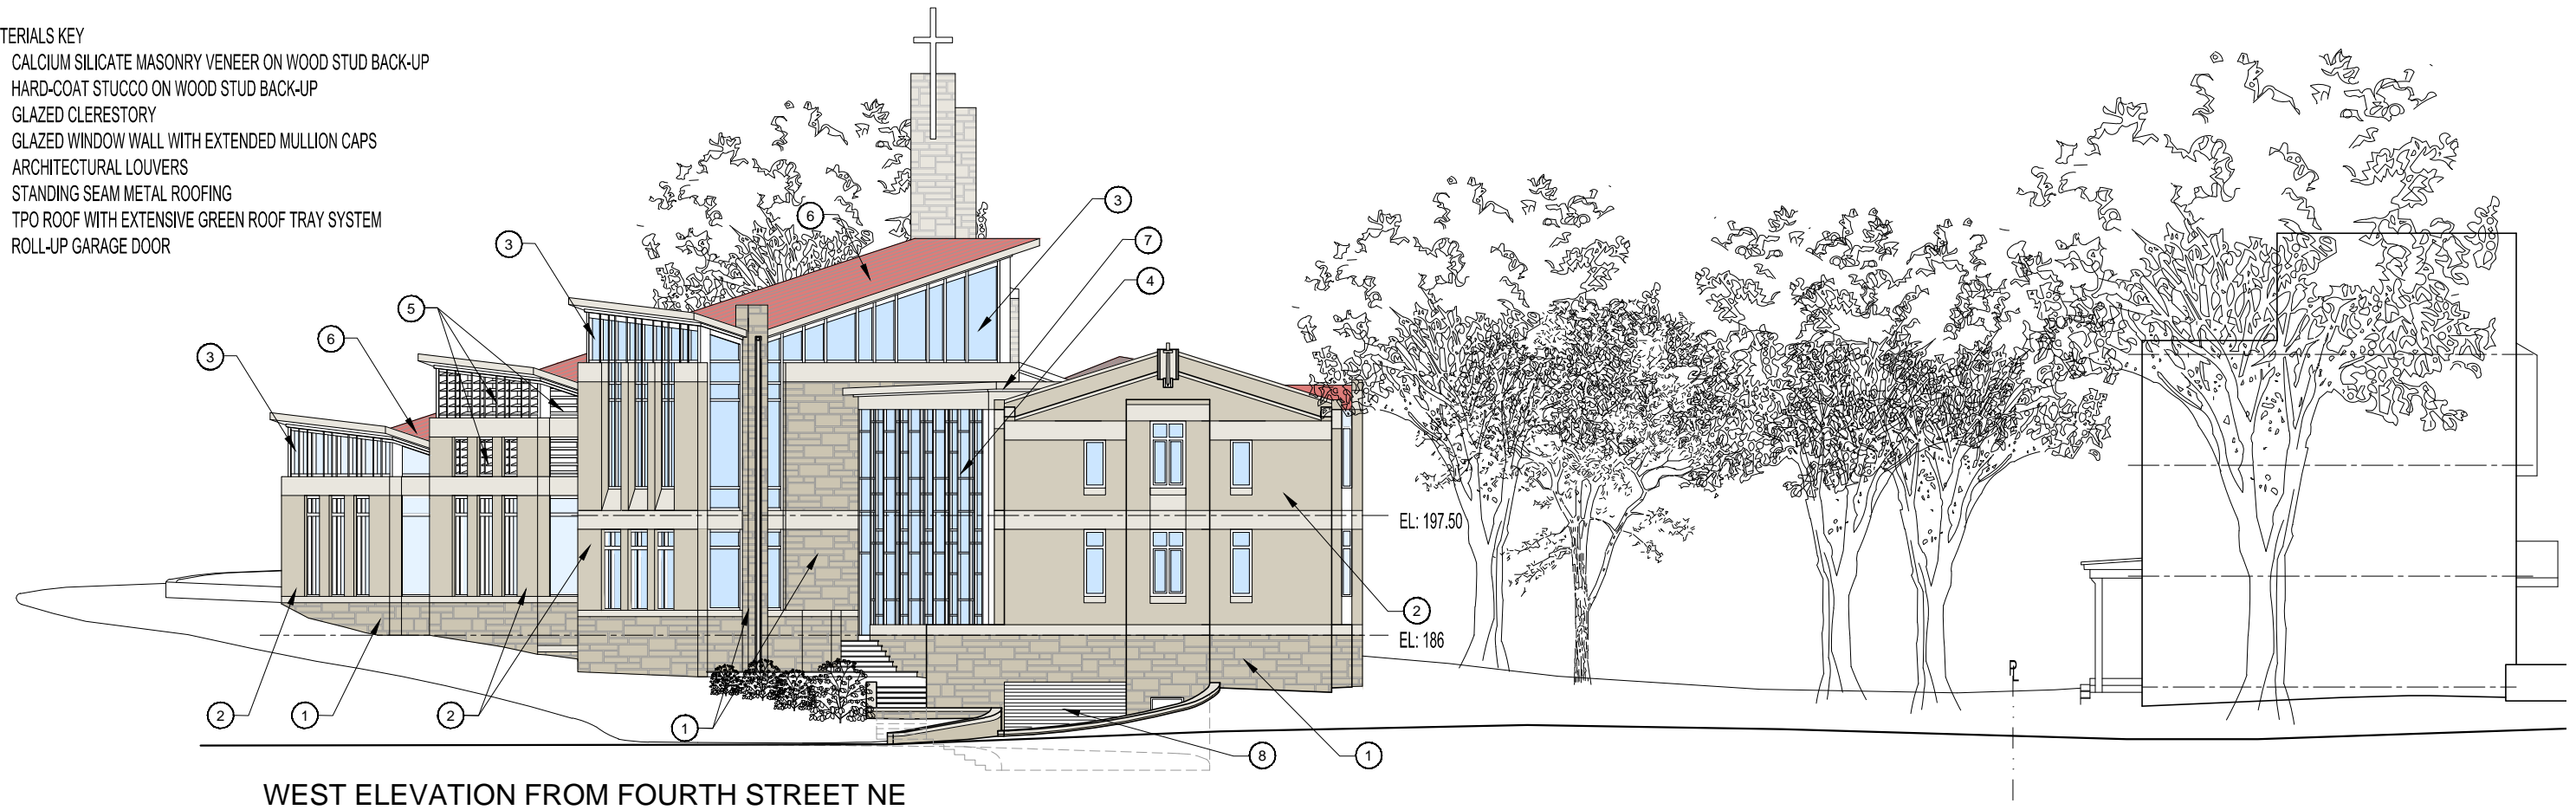 TERIALS KEY
CALCIUM SILICATE MASONRY VENEER ON WOOD STUD BACK-UP
HARD-COAT STUCCO ON WOOD STUD BACK-UP
GLAZED CLERESTORY
GLAZED WINDOW WALL WITH EXTENDED MULLION CAPS
ARCHITECTURAL LOUVERS
STANDING SEAM METAL ROOFING
TPO ROOF WITH EXTENSIVE GREEN ROOF TRAY SYSTEM
ROLL-UP GARAGE DOOR
3
6
7
3
4
5
6
3
EL: 197.50
2
EL: 186
PL
2
1
2
1
8
1
WEST ELEVATION FROM FOURTH STREET NE